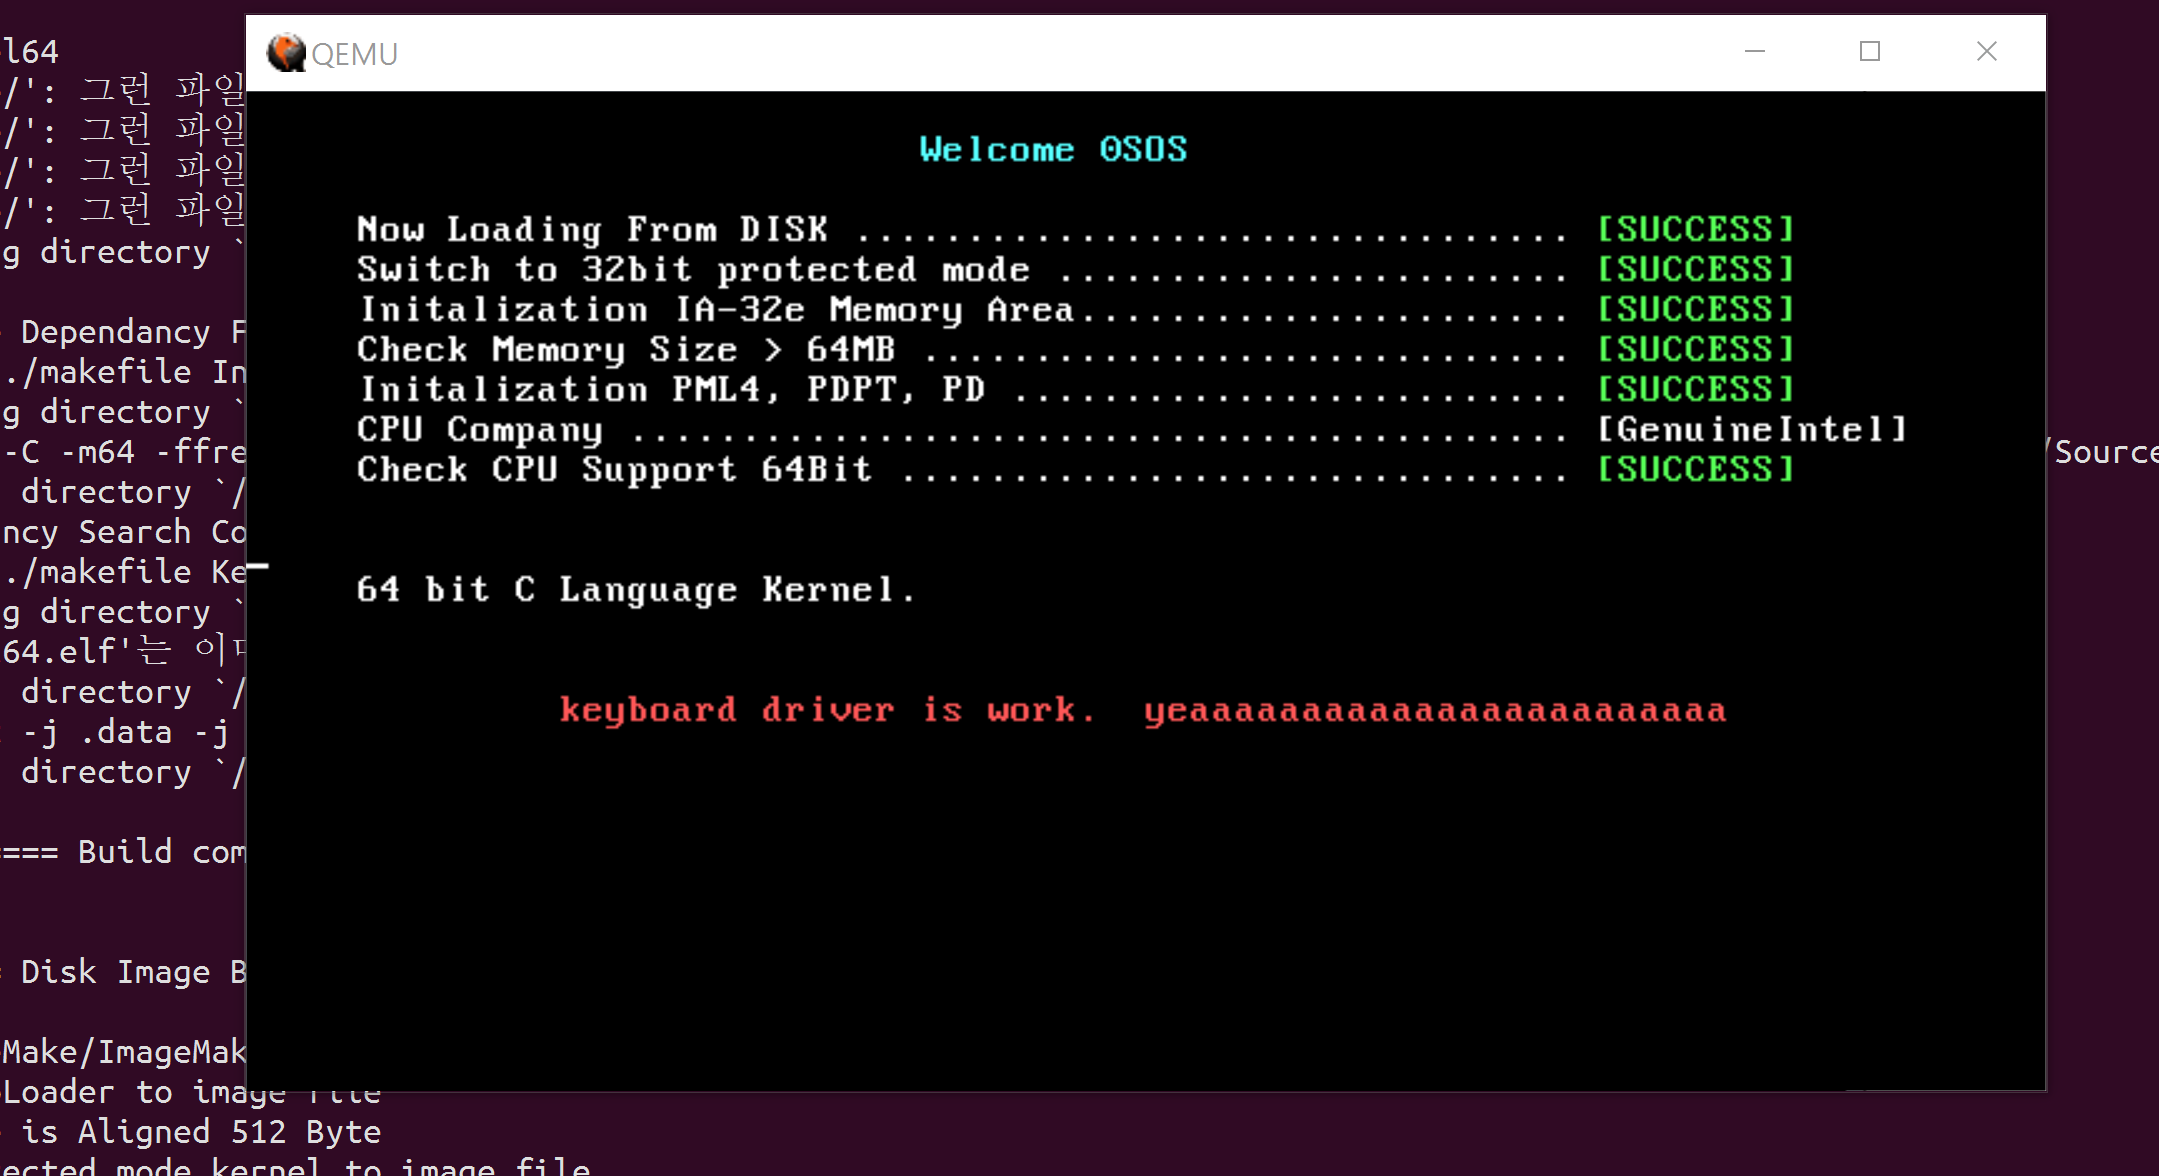 QEMU
Welcome OSOS
Now Loading From DISK ................................ [SUCCESS]
Switch to 32bit protected mode ....................... [SUCCESS]
Initalization IA-32e Memory Area...................... [SUCCESS]
Check Memory Size > 64MB ............................. [SUCCESS]
Initalization PML4, PDPT, PD ......................... [SUCCESS]
CPU Company .......................................... [GenuineIntel]
Check CPU Support 64Bit .............................. [SUCCESS]
64 bit C Language Kernel.
keyboard driver is work.  yeaaaaaaaaaaaaaaaaaaaaaaaa
l64
/': 그런 파일
/': 그런 파일
/': 그런 파일
/': 그런 파일
g directory `
Dependancy F
./makefile In
g directory `
-C -m64 -ffre /Source
directory `/
ncy Search Co
./makefile Ke
g directory `
64.elf'는 이
directory `/
-j .data -j
directory `/
==== Build com
Disk Image B
Make/ImageMak
Loader to image file
is Aligned 512 Byte
ected mode kernel to image file